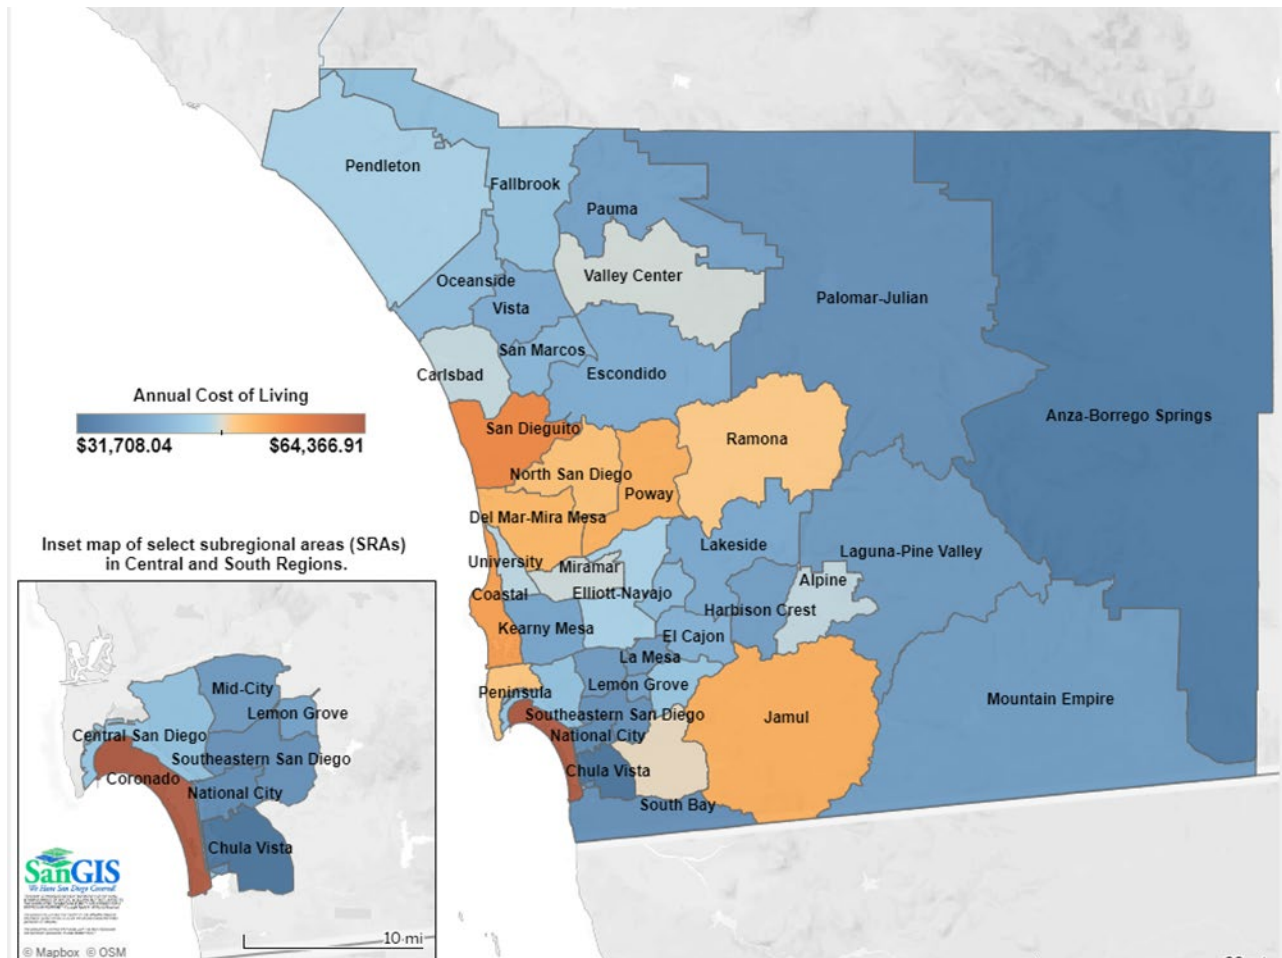 Pendleton
Fallbrook
Pauma
Valley Center
Oceanside
Vista
Palomar-Julian
San Marcos
Escondido
Carlsbad
Anza-Borrego Springs
Annual Cost of Living
$31,708.04 $64,366.91
San Dieguito
Ramona
North San Diego
Poway
Del Mar-Mira Mesa
Lakeside
Laguna-Pine Valley
University
Miramar
Alpine
Elliott-Navajo
Coastal
Harbison Crest
Kearny Mesa
El Cajon
La Mesa
Lemon Grove
Peninsula
Mountain Empire
Southeastern San Diego
Jamul
National City
Chula Vista
South Bay
Inset map of select subregional areas (SRAs)
in Central and South Regions.
Mid-City
Lemon Grove
Central San Diego
Southeastern San Diego
Coronado
National City
Chula Vista
SanGIS
We Have San Diego Covered!
10 mi
© Mapbox © OSM